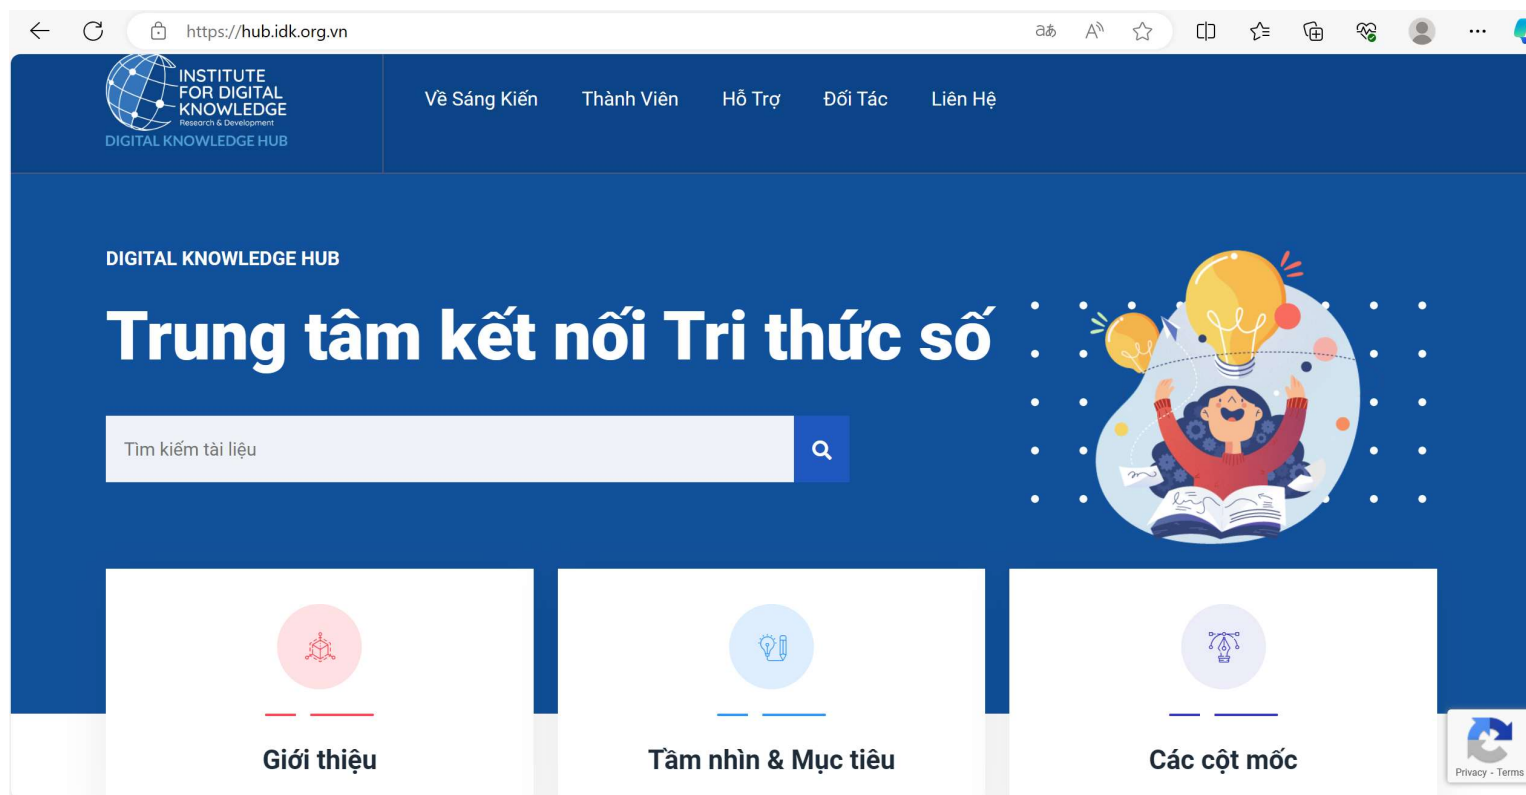 https://hub.idk.org.vn
INSTITUTE
FOR DIGITAL
KNOWLEDGE
Research & Development
DIGITAL KNOWLEDGE HUB
Về Sáng Kiến Thành Viên Hỗ Trợ Đối Tác Liên Hệ
DIGITAL KNOWLEDGE HUB
Trung tâm kết nối Tri thức số
Tìm kiếm tài liệu
Giới thiệu Tầm nhìn & Mục tiêu Các cột mốc
Privacy - Terms